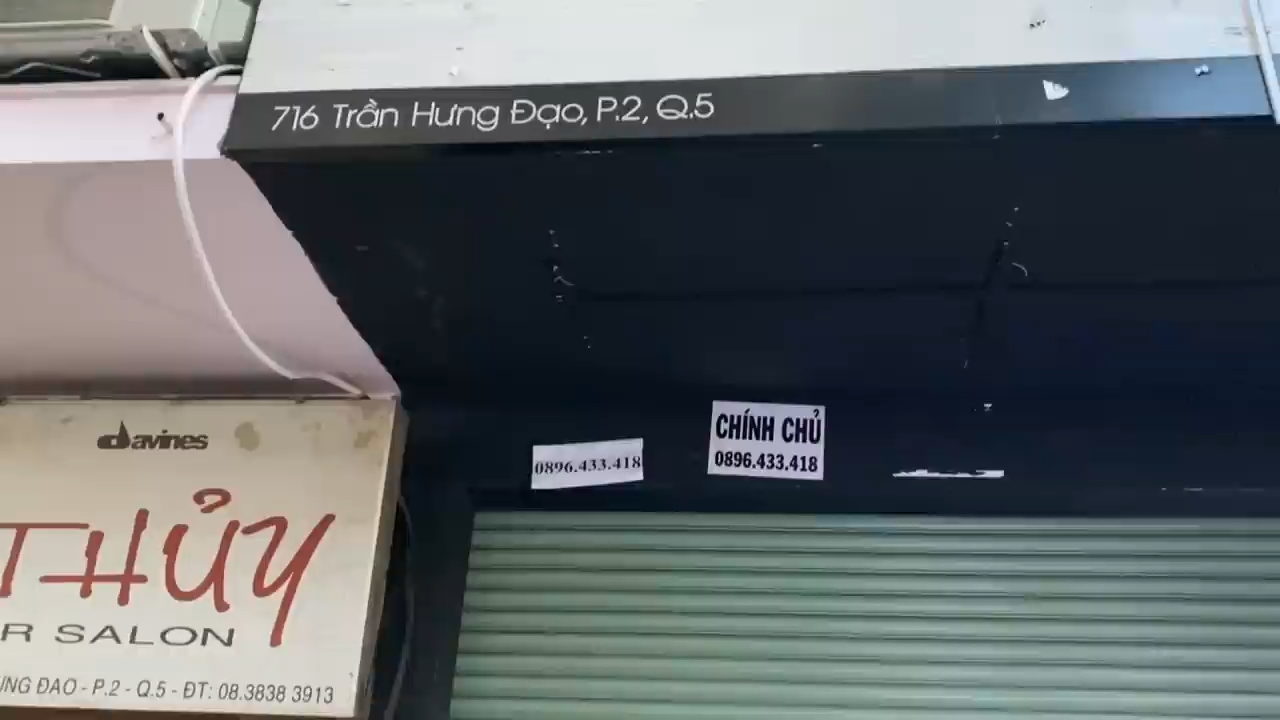 716 Trần Hưng Đạo, P.2, Q.5
0896.433.418
CHÍNH CHỦ
0896.433.418
davines
THỦY
R SALON
NG ĐẠO - P.2 - Q.5 - ĐT: 08.3838 3913